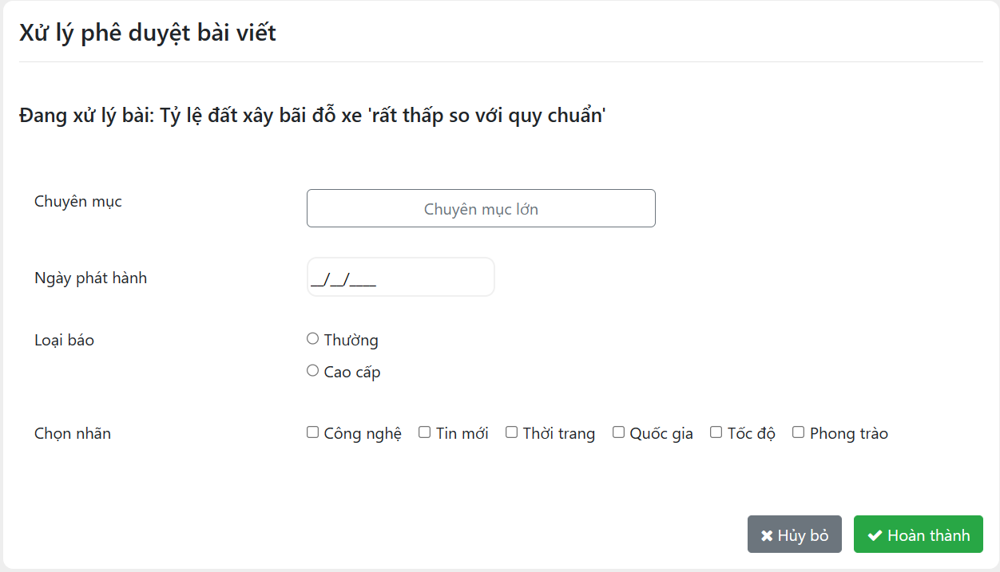 Xử lý phê duyệt bài viết
Đang xử lý bài: Tỷ lệ đất xây bãi đỗ xe 'rất thấp so với quy chuẩn'
Chuyên mục
Chuyên mục lớn
Ngày phát hành
__/__/____
Loại báo
Thường
Cao cấp
Chọn nhãn
Công nghệ Tin mới Thời trang Quốc gia Tốc độ Phong trào
Hủy bỏ Hoàn thành